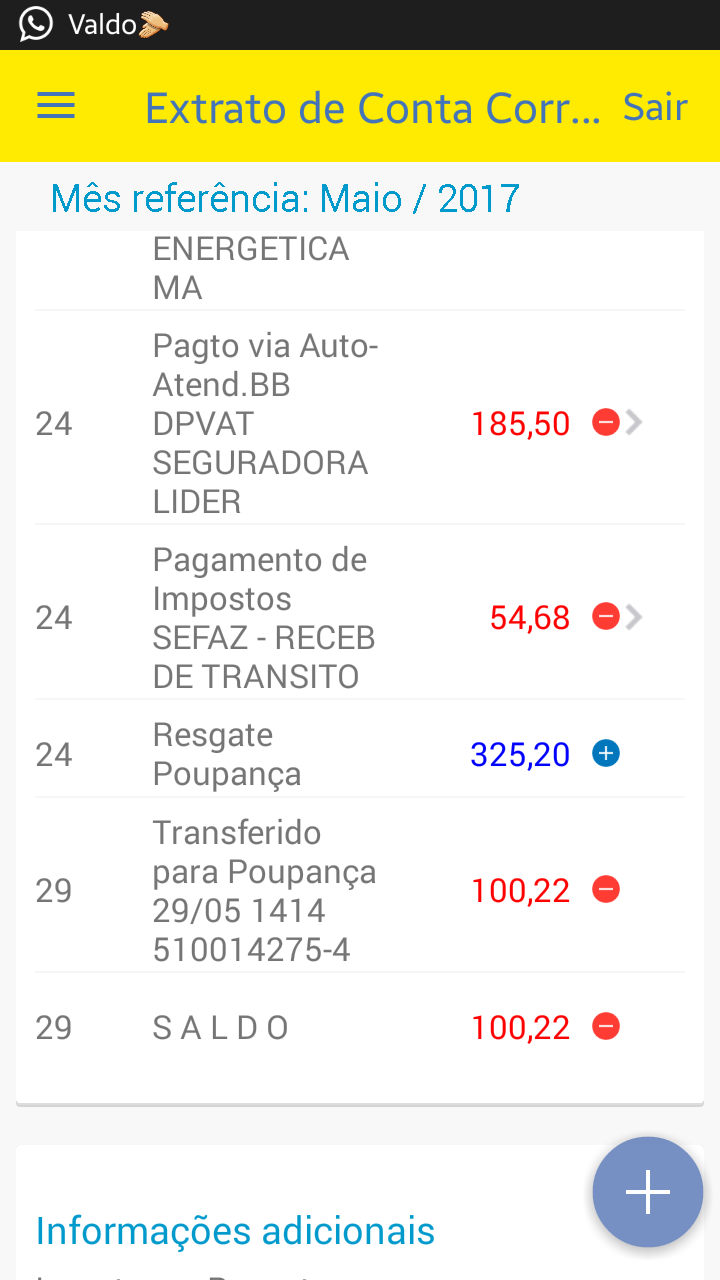 Valdo
Extrato de Conta Corr... Sair
Mês referência: Maio / 2017
ENERGETICA
MA
24
Pagto via Auto-
Atend.BB
DPVAT
SEGURADORA
LIDER
185,50
24
Pagamento de
Impostos
SEFAZ - RECEB
DE TRANSITO
54,68
24
Resgate
Poupança
325,20
29
Transferido
para Poupança
29/05 1414
510014275-4
100,22
29
S A L D O
100,22
Informações adicionais